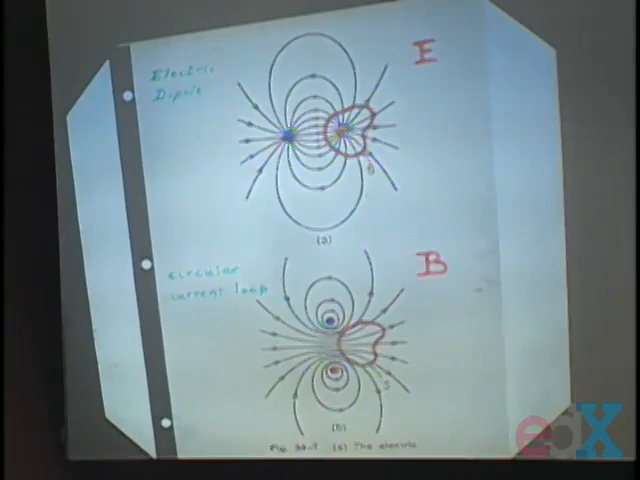 Electric
Dipole
E
S
(a)
circular
current loop
B
S
(b)
(c) The electric
edX